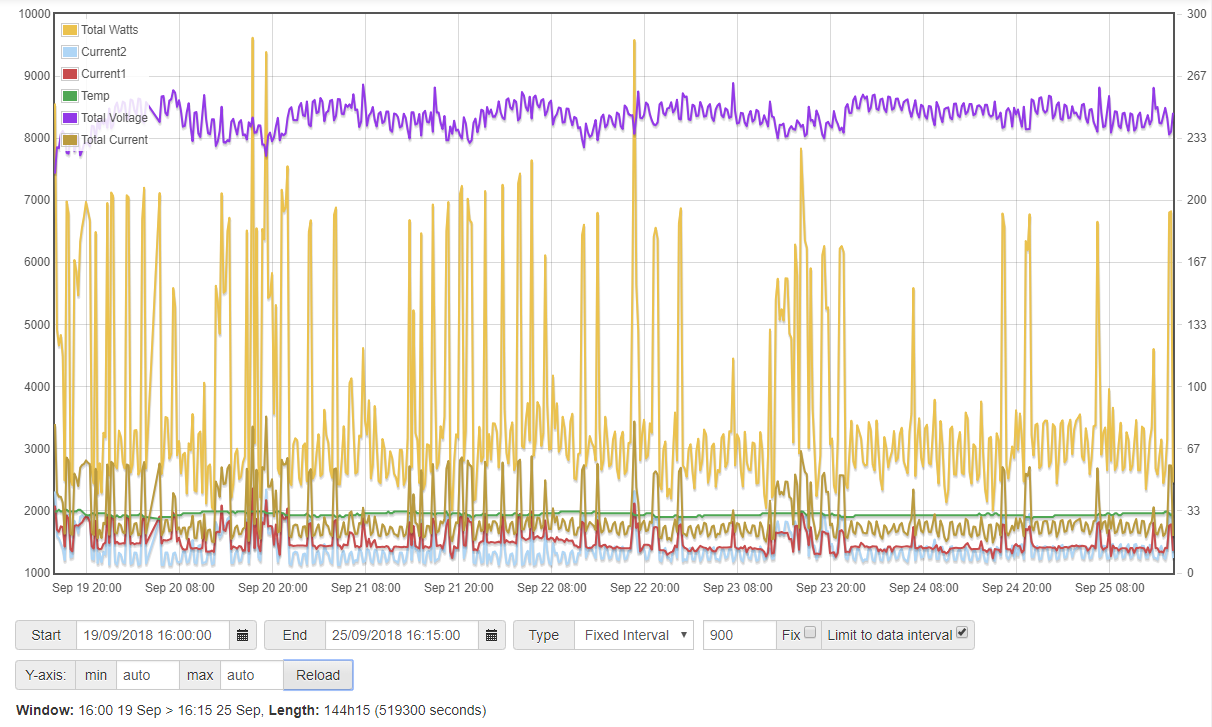 10000
9000
8000
7000
6000
5000
4000
3000
2000
1000
300
267
233
200
167
133
100
67
33
0
Total Watts
Current2
Current1
Temp
Total Voltage
Total Current
Sep 19 20:00 Sep 20 08:00 Sep 20 20:00 Sep 21 08:00 Sep 21 20:00 Sep 22 08:00 Sep 22 20:00 Sep 23 08:00 Sep 23 20:00 Sep 24 08:00 Sep 24 20:00 Sep 25 08:00
Start 19/09/2018 16:00:00 End 25/09/2018 16:15:00 Type Fixed Interval 900 Fix Limit to data interval
Y-axis: min auto max auto Reload
Window: 16:00 19 Sep > 16:15 25 Sep, Length: 144h15 (519300 seconds)